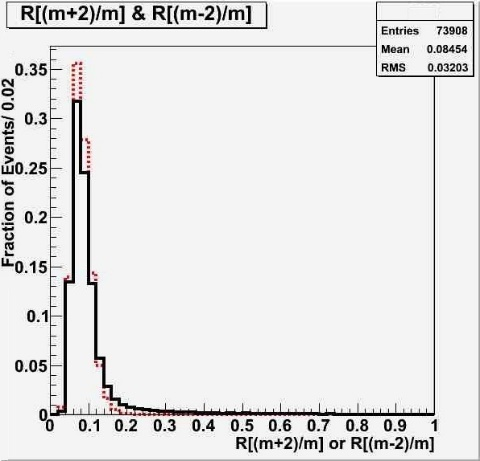 R[(m+2)/m] & R[(m-2)/m]
Entries 73908
Mean 0.08454
RMS 0.03203
Fraction of Events/ 0.02
0.35
0.3
0.25
0.2
0.15
0.1
0.05
0
0 0.1 0.2 0.3 0.4 0.5 0.6 0.7 0.8 0.9 1
R[(m+2)/m] or R[(m-2)/m]